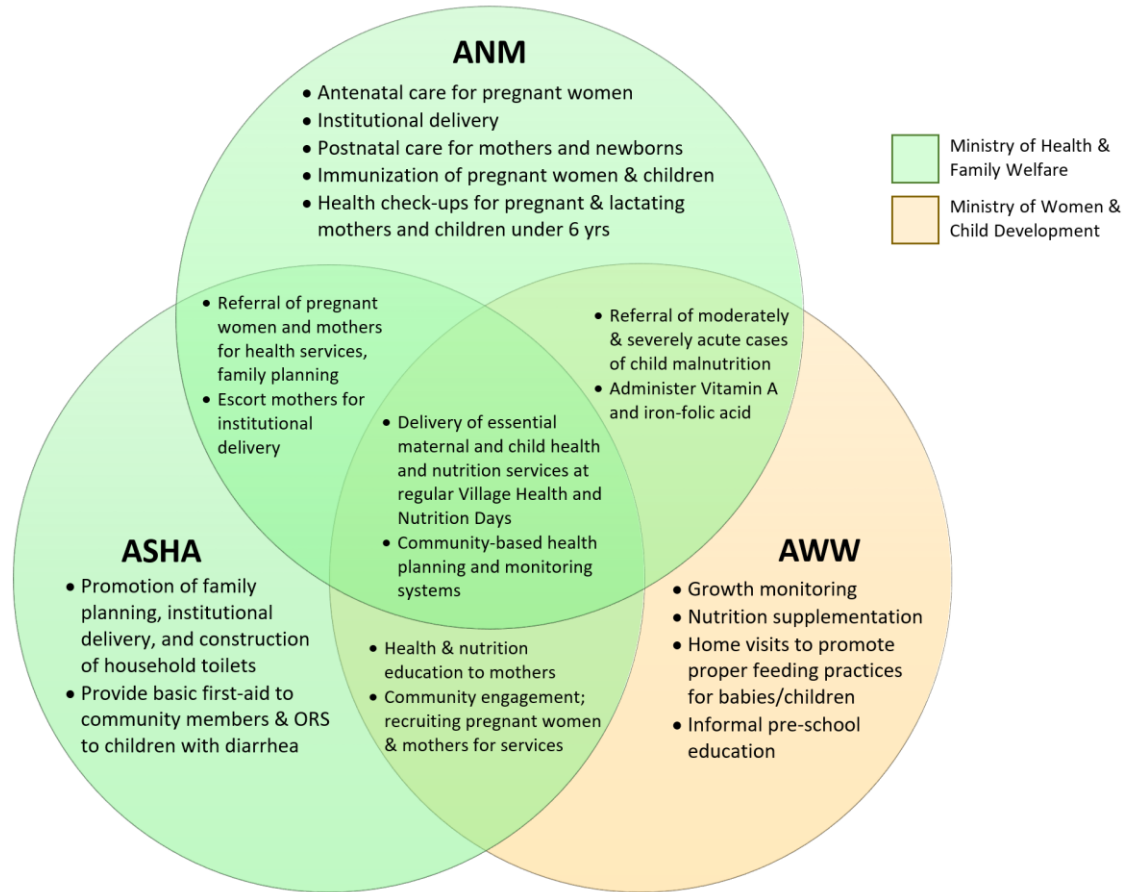 ANM
• Antenatal care for pregnant women
• Institutional delivery
• Postnatal care for mothers and newborns
• Immunization of pregnant women & children
• Health check-ups for pregnant & lactating
mothers and children under 6 yrs
Ministry of Health &
Family Welfare
Ministry of Women &
Child Development
• Referral of pregnant
women and mothers
for health services,
family planning
• Escort mothers for
institutional
delivery
• Referral of moderately
& severely acute cases
of child malnutrition
• Administer Vitamin A
and iron-folic acid
• Delivery of essential
maternal and child health
and nutrition services at
regular Village Health and
Nutrition Days
• Community-based health
planning and monitoring
systems
ASHA
• Promotion of family
planning, institutional
delivery, and construction
of household toilets
• Provide basic first-aid to
community members & ORS
to children with diarrhea
• Health & nutrition
education to mothers
• Community engagement;
recruiting pregnant women
& mothers for services
AWW
• Growth monitoring
• Nutrition supplementation
• Home visits to promote
proper feeding practices
for babies/children
• Informal pre-school
education